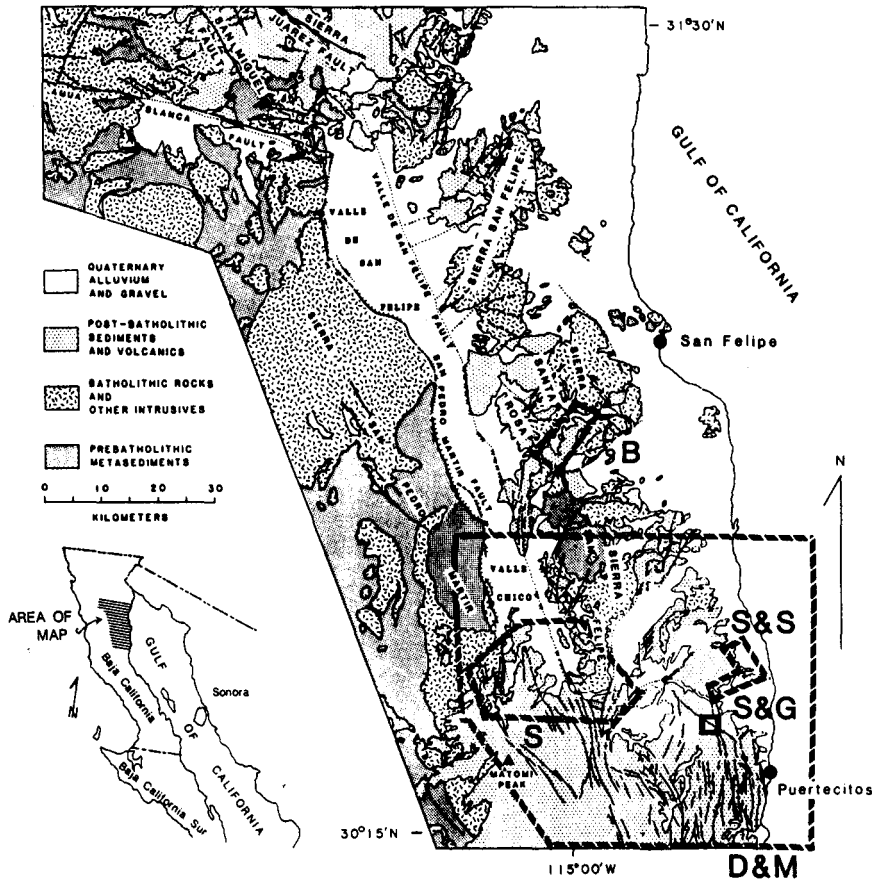 31°30'N
SIERRA
JUAREZ FAULT
SAN MIGUEL
FAULT
BLANCA
FAULT
GULF OF CALIFORNIA
VALLE
DE
SAN
FELIPE
VALLE DE SAN FELIPE
FAULT
SIERRA SAN FELIPE
QUATERNARY
ALLUVIUM
AND GRAVEL
POST-BATHOLITHIC
SEDIMENTS
AND VOLCANICS
BATHOLITHIC ROCKS
AND
OTHER INTRUSIVES
PREBATHOLITHIC
METASEDIMENTS
0 10 20 30
KILOMETERS
SIERRA
SAN
PEDRO
MARTIR
SAN PEDRO MARTIR FAULT
SIERRA
SANTA
ROSA
San Felipe
B
N
VALLE
CHICO
SIERRA
S&S
S&G
S
MATOMI
PEAK
Puertecitos
30°15'N
115°00'W
D&M
AREA OF
MAP
N
GULF
OF
CALIFORNIA
Sonora
Baja California
Baja California Sur